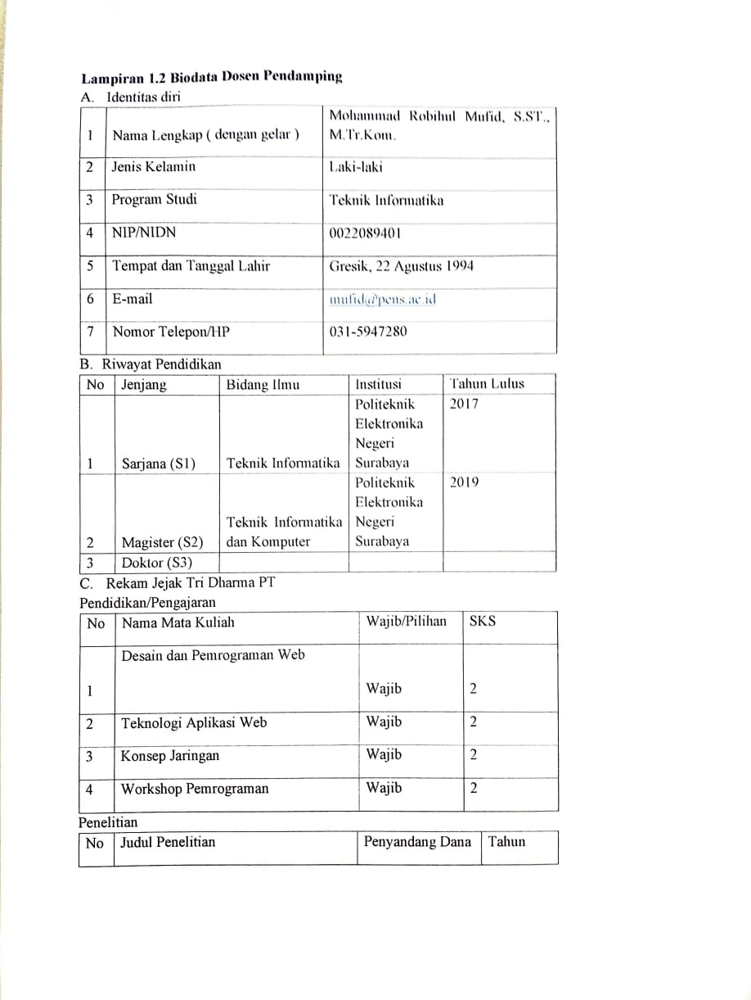 Lampiran 1.2 Biodata Dosen Pendamping
A. Identitas diri
1 Nama Lengkap ( dengan gelar ) Mohammad Robihul Mufid, S.ST.,
M.Tr.Kom.
2 Jenis Kelamin Laki-laki
3 Program Studi Teknik Informatika
4 NIP/NIDN 0022089401
5 Tempat dan Tanggal Lahir Gresik, 22 Agustus 1994
6 E-mail mufid@pens.ac.id
7 Nomor Telepon/HP 031-5947280
B. Riwayat Pendidikan
No Jenjang Bidang Ilmu Institusi Tahun Lulus
1 Sarjana (S1) Teknik Informatika Politeknik 2017
Elektronika
Negeri
Surabaya
2 Magister (S2) Teknik Informatika
dan Komputer Politeknik 2019
Elektronika
Negeri
Surabaya
3 Doktor (S3)
C. Rekam Jejak Tri Dharma PT
Pendidikan/Pengajaran
No Nama Mata Kuliah Wajib/Pilihan SKS
1 Desain dan Pemrograman Web Wajib 2
2 Teknologi Aplikasi Web Wajib 2
3 Konsep Jaringan Wajib 2
4 Workshop Pemrograman Wajib 2
Penelitian
No Judul Penelitian Penyandang Dana Tahun